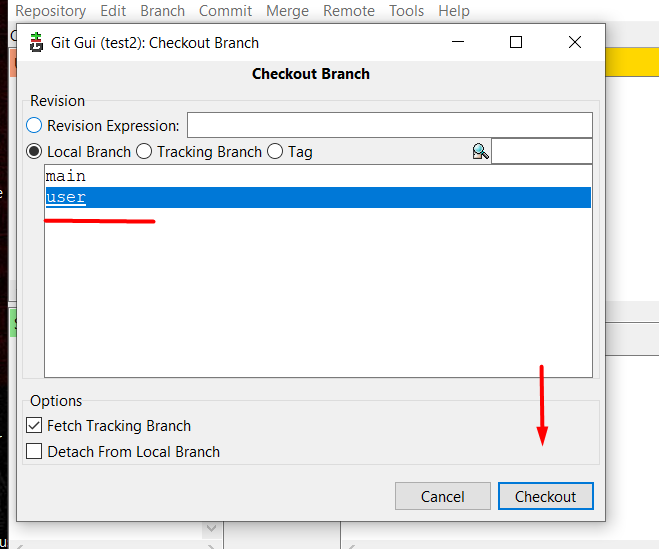 Repository Edit Branch Commit Merge Remote Tools Help
Git Gui (test2): Checkout Branch
Checkout Branch
Revision
Revision Expression:
Local Branch Tracking Branch Tag
main
user
Options
Fetch Tracking Branch
Detach From Local Branch
Cancel Checkout